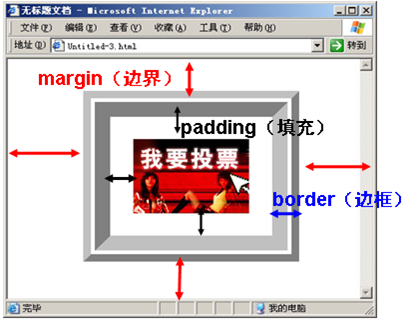 无标题文档 - Microsoft Internet Explorer
文件(F) 编辑(E) 查看(V) 收藏(A) 工具(T) 帮助(H)
地址(D) Untitled-3.html 转到
margin（边界）
padding（填充）
我要投票
border（边框）
完毕 我的电脑